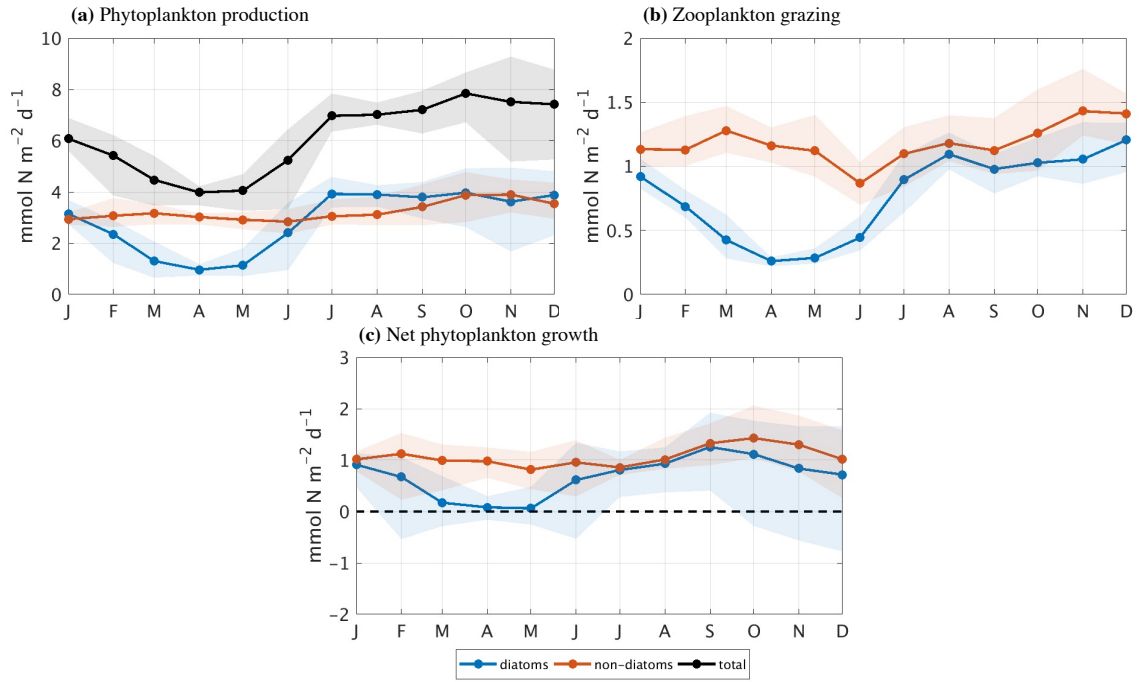 (a) Phytoplankton production
mmol N m⁻² d⁻¹
10
8
6
4
2
0
J F M A M J J A S O N D
(b) Zooplankton grazing
mmol N m⁻² d⁻¹
2
1.5
1
0.5
0
J F M A M J J A S O N D
(c) Net phytoplankton growth
mmol N m⁻² d⁻¹
3
2
1
0
-1
-2
J F M A M J J A S O N D
diatoms non-diatoms total